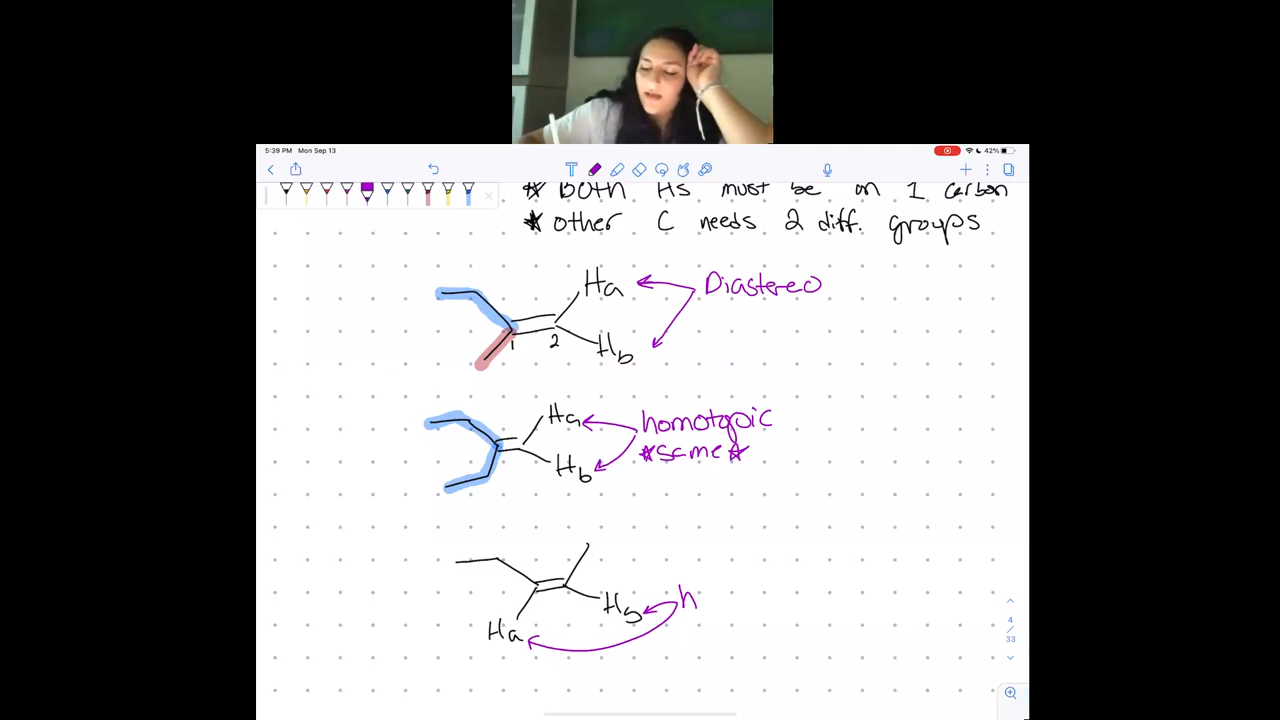 5:39 PM Mon Sep 13
42%
T
* Both Hs must be on 1 carbon
* other C needs 2 diff. groups
Ha
Diastereo
1 2
Hb
Ha
homotopic
*same*
Hb
Hb
h
Ha
4
/
33